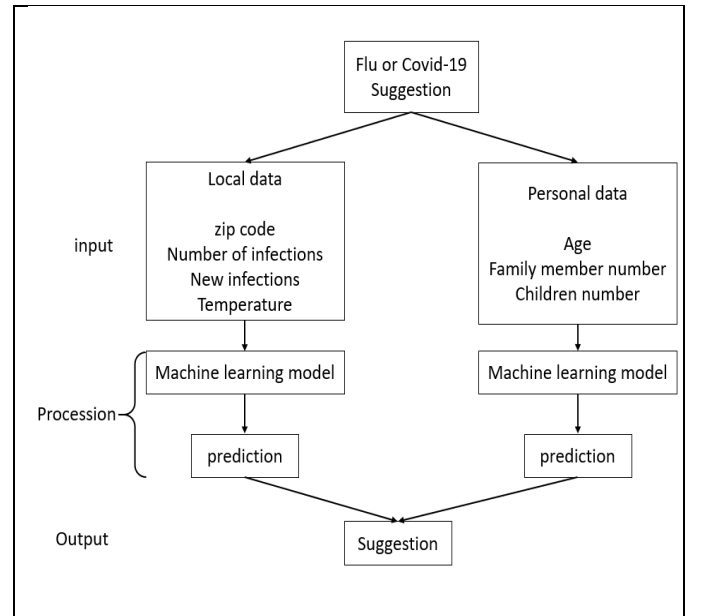 Flu or Covid-19
Suggestion
input
Local data
zip code
Number of infections
New infections
Temperature
Personal data
Age
Family member number
Children number
Procession
Machine learning model
Machine learning model
prediction
prediction
Output
Suggestion